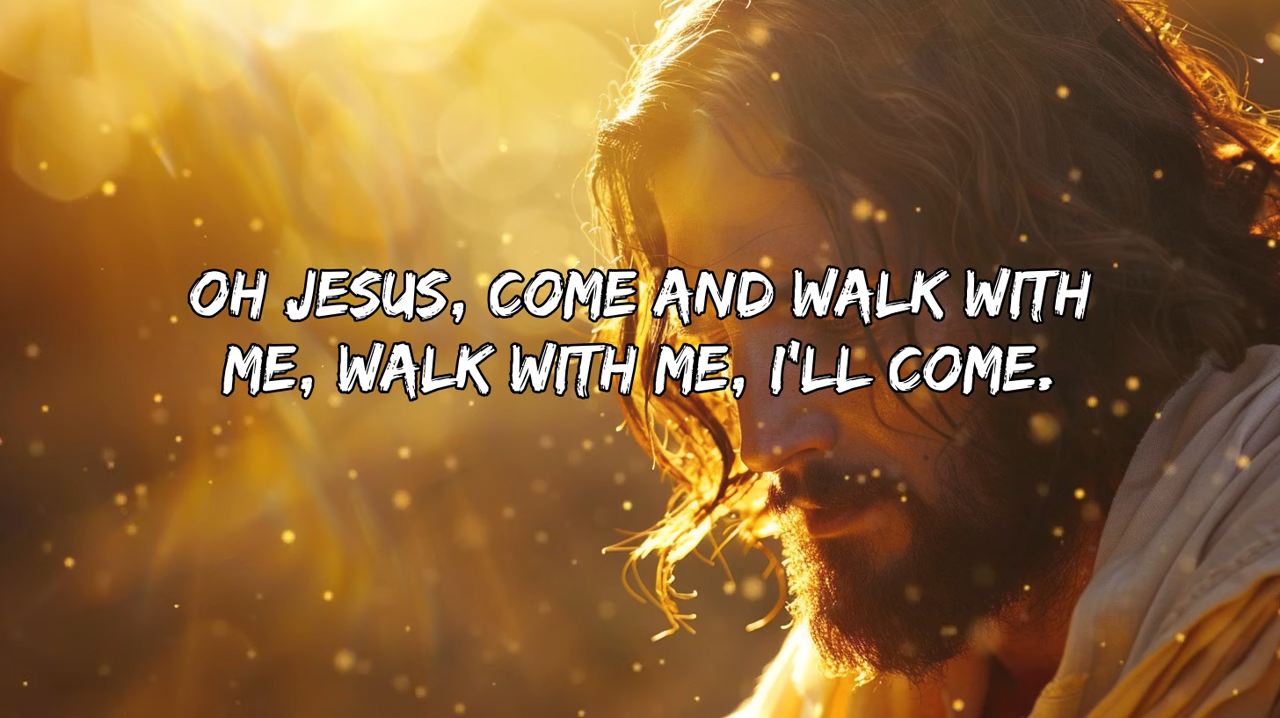 OH JESUS, COME AND WALK WITH
ME, WALK WITH ME, I'LL COME.